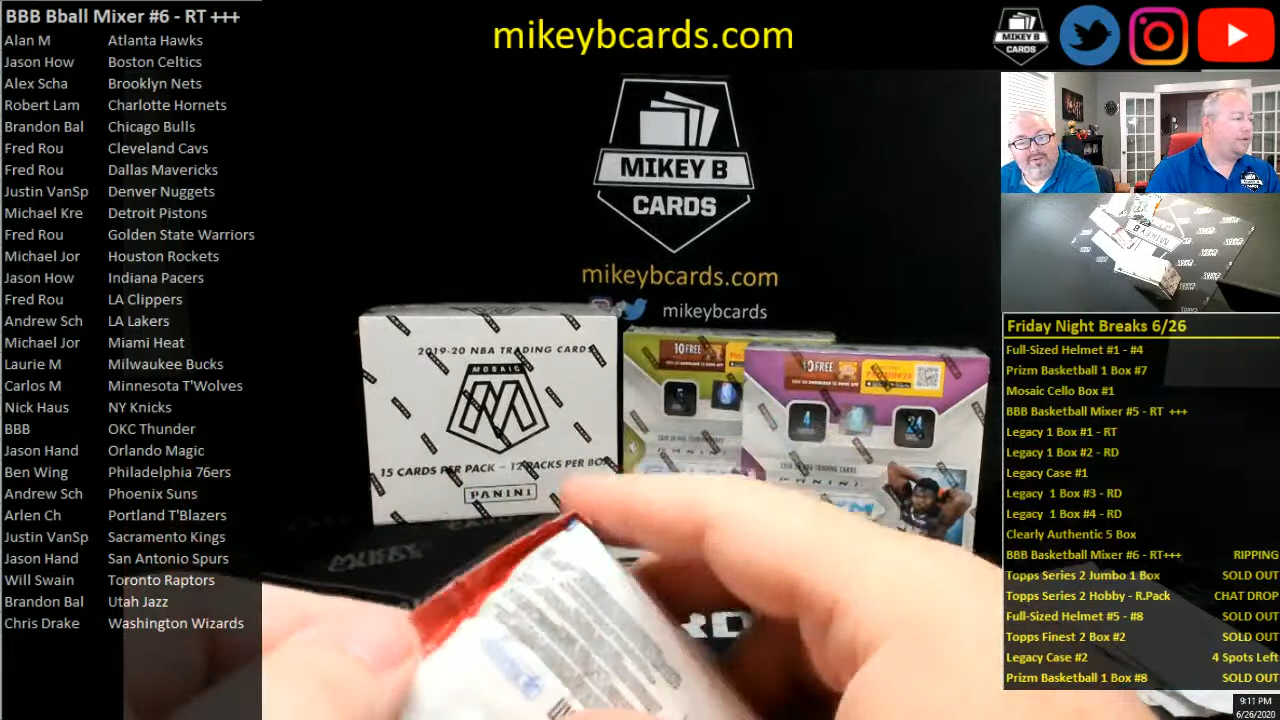 BBB Bball Mixer #6 - RT +++
Alan M Atlanta Hawks
Jason How Boston Celtics
Alex Scha Brooklyn Nets
Robert Lam Charlotte Hornets
Brandon Bal Chicago Bulls
Fred Rou Cleveland Cavs
Fred Rou Dallas Mavericks
Justin VanSp Denver Nuggets
Michael Kre Detroit Pistons
Fred Rou Golden State Warriors
Michael Jor Houston Rockets
Jason How Indiana Pacers
Fred Rou LA Clippers
Andrew Sch LA Lakers
Michael Jor Miami Heat
Laurie M Milwaukee Bucks
Carlos M Minnesota T'Wolves
Nick Haus NY Knicks
BBB OKC Thunder
Jason Hand Orlando Magic
Ben Wing Philadelphia 76ers
Andrew Sch Phoenix Suns
Arlen Ch Portland T'Blazers
Justin VanSp Sacramento Kings
Jason Hand San Antonio Spurs
Will Swain Toronto Raptors
Brandon Bal Utah Jazz
Chris Drake Washington Wizards
mikeybcards.com
MIKEY B
CARDS
mikeybcards.com
mikeybcards
2019-20 NBA TRADING CARDS
MOSAIC
15 CARDS PER PACK - 12 PACKS PER BOX
PANINI
10 FREE
10 FREE
4
24
PANINI
MIKEY B
CARDS
Friday Night Breaks 6/26
Full-Sized Helmet #1 - #4
Prizm Basketball 1 Box #7
Mosaic Cello Box #1
BBB Basketball Mixer #5 - RT +++
Legacy 1 Box #1 - RT
Legacy 1 Box #2 - RD
Legacy Case #1
Legacy 1 Box #3 - RD
Legacy 1 Box #4 - RD
Clearly Authentic 5 Box
BBB Basketball Mixer #6 - RT+++ RIPPING
Topps Series 2 Jumbo 1 Box SOLD OUT
Topps Series 2 Hobby - R.Pack CHAT DROP
Full-Sized Helmet #5 - #8 SOLD OUT
Topps Finest 2 Box #2 SOLD OUT
Legacy Case #2 4 Spots Left
Prizm Basketball 1 Box #8 SOLD OUT
9:11 PM
6/26/2020